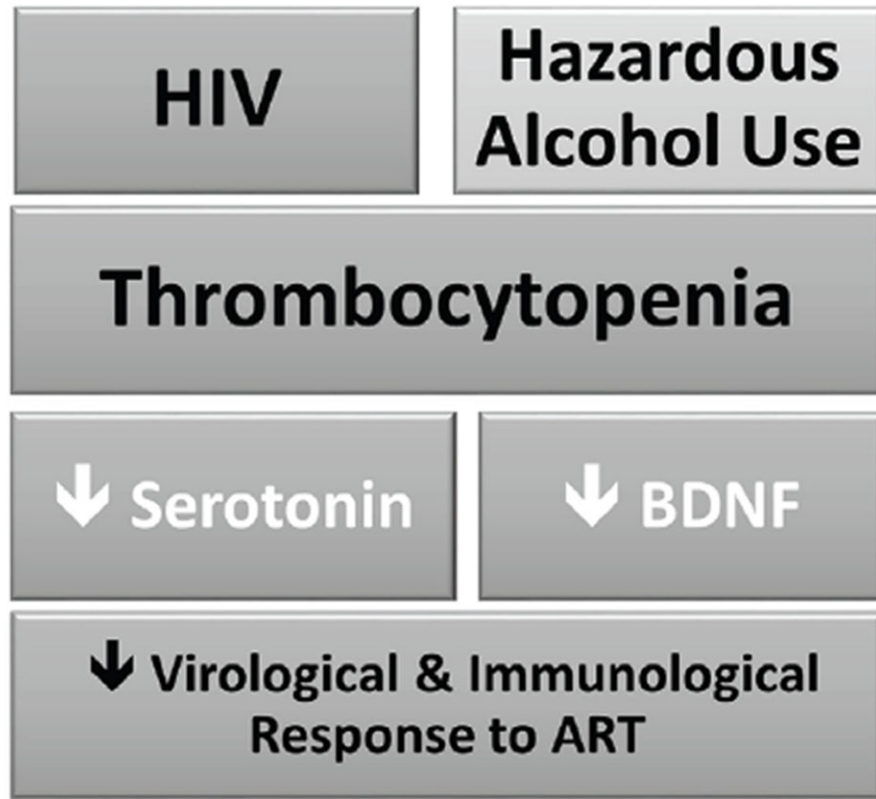 HIV
Hazardous
Alcohol Use
Thrombocytopenia
↓ Serotonin
↓ BDNF
↓ Virological & Immunological
Response to ART